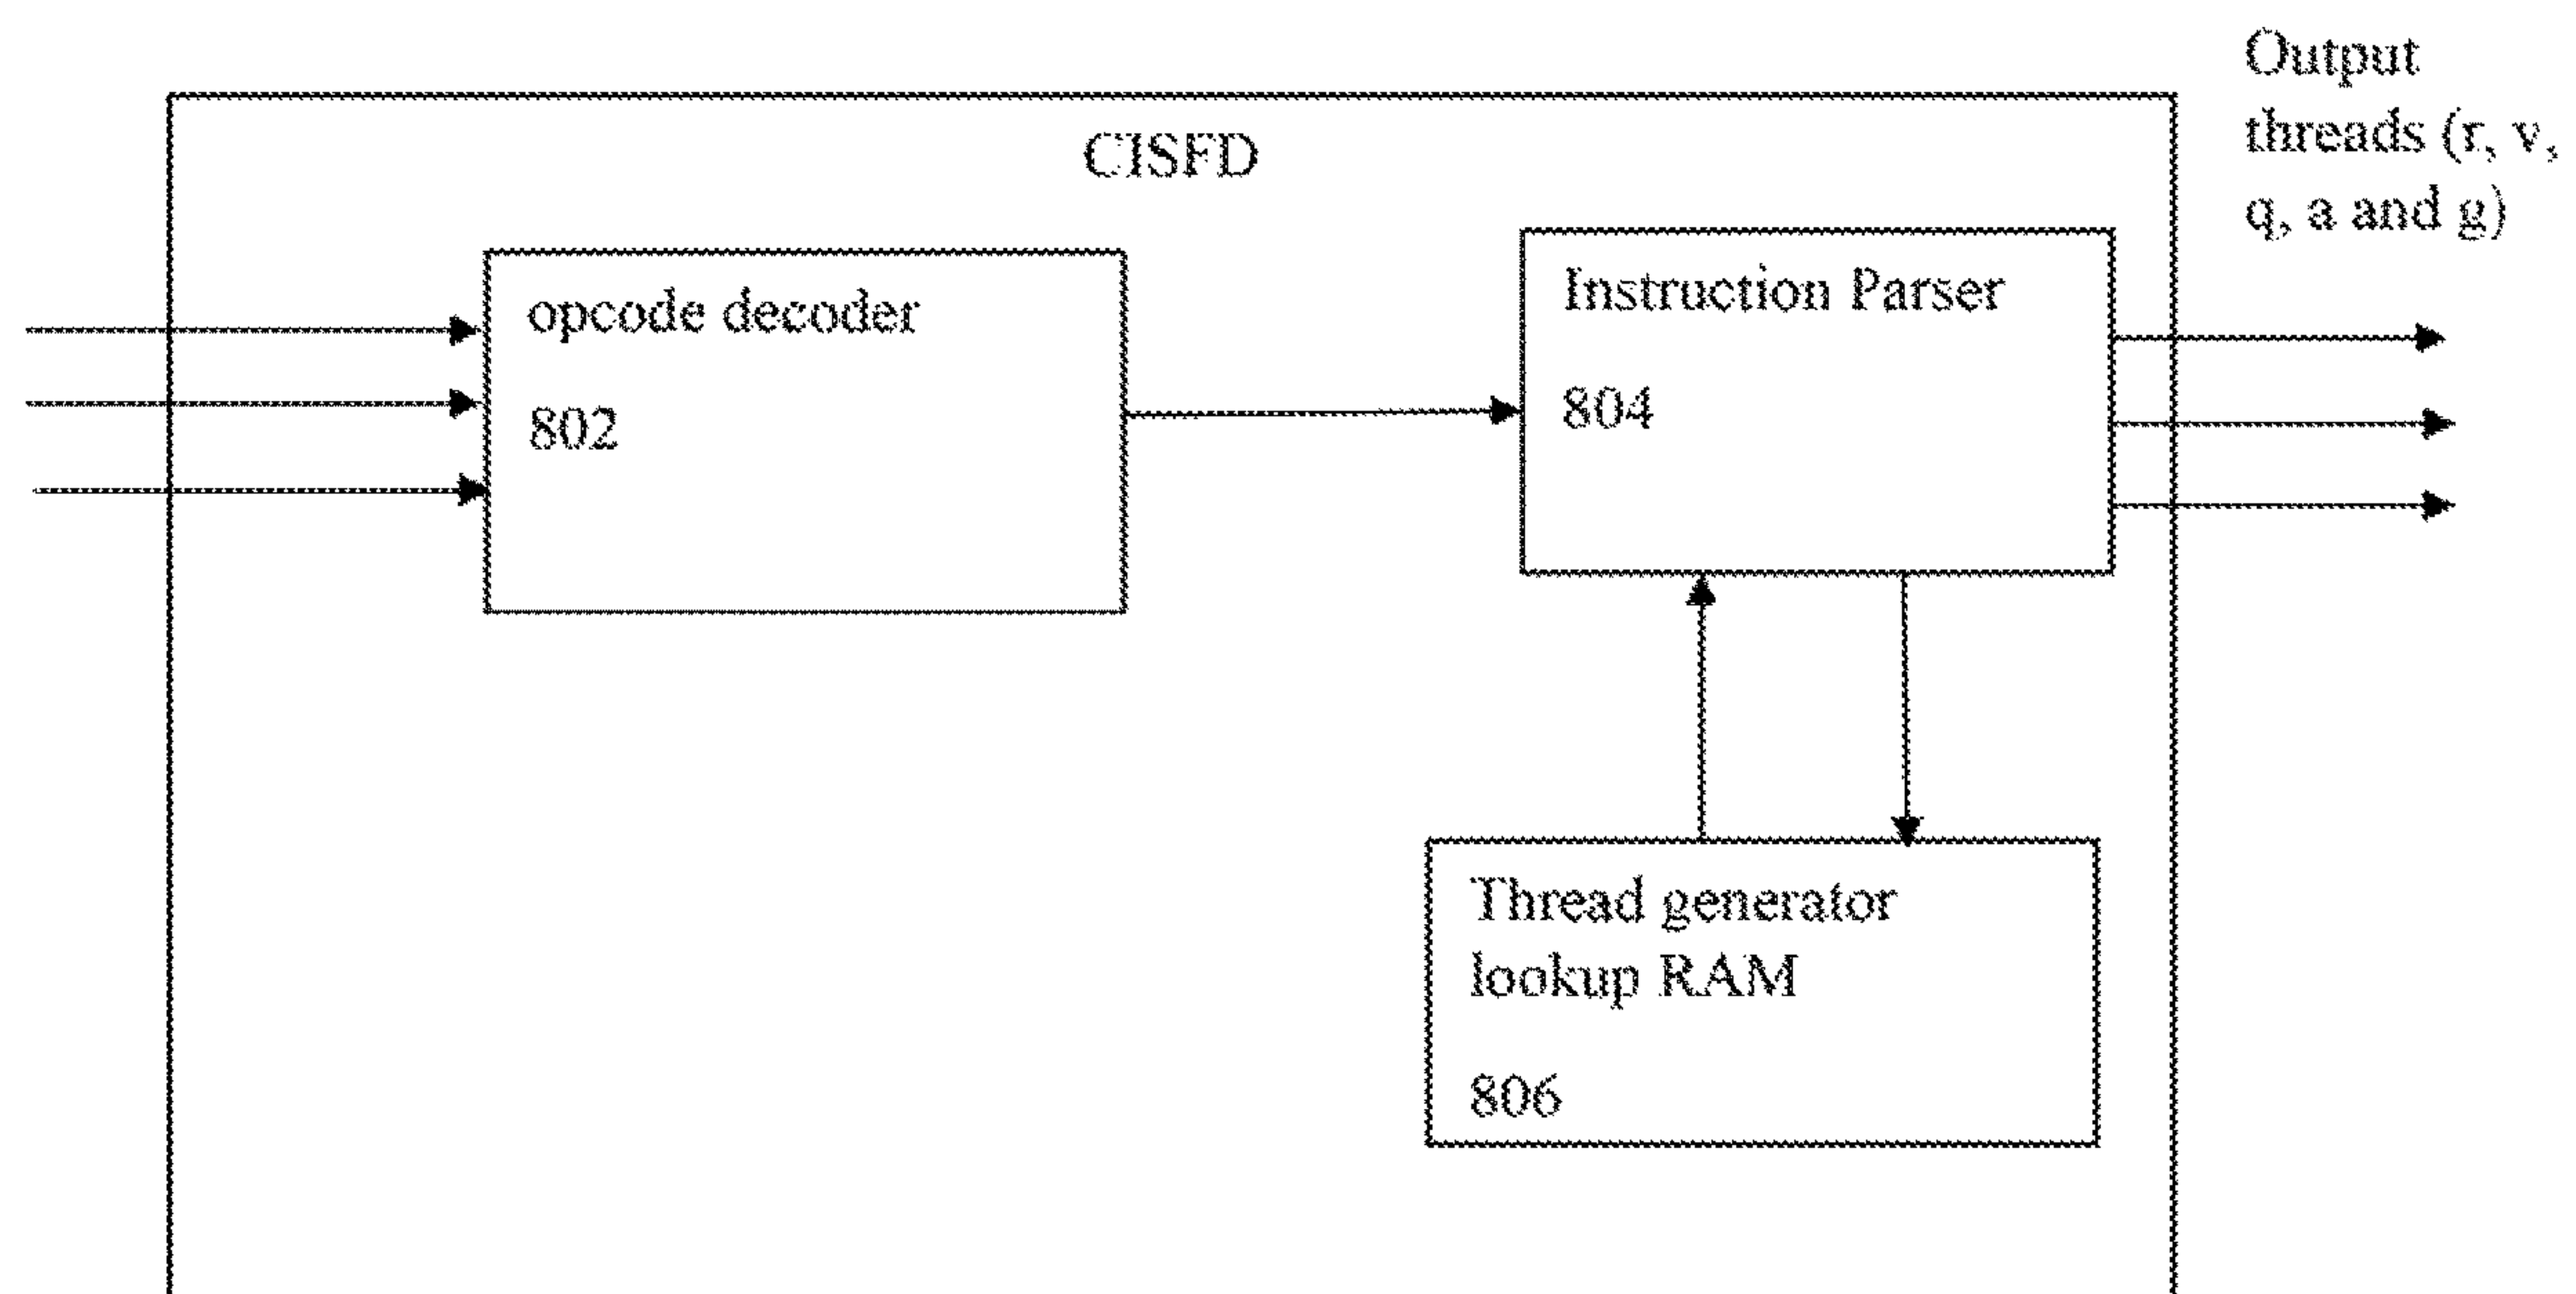 Output
threads (r, v,
q, a and g)
CISFD
opcode decoder
802
Instruction Parser
804
Thread generator
lookup RAM
806